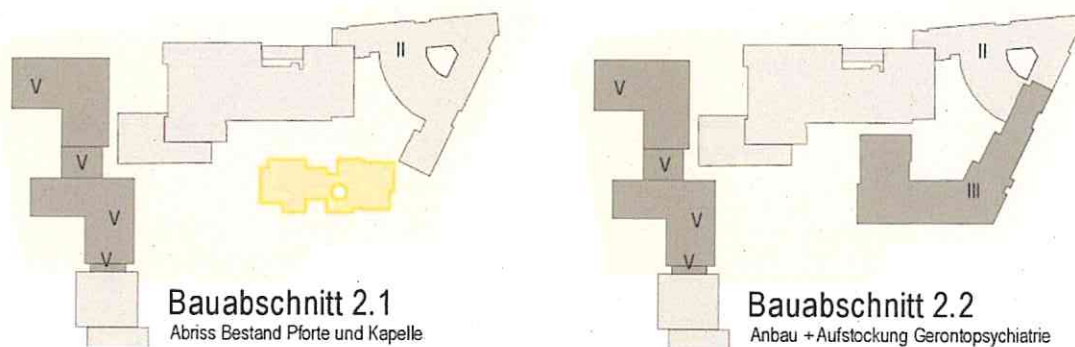 II
V
V
V
V
Bauabschnitt 2.1
Abriss Bestand Pforte und Kapelle
II
V
V
V
V
III
Bauabschnitt 2.2
Anbau + Aufstockung Gerontopsychiatrie